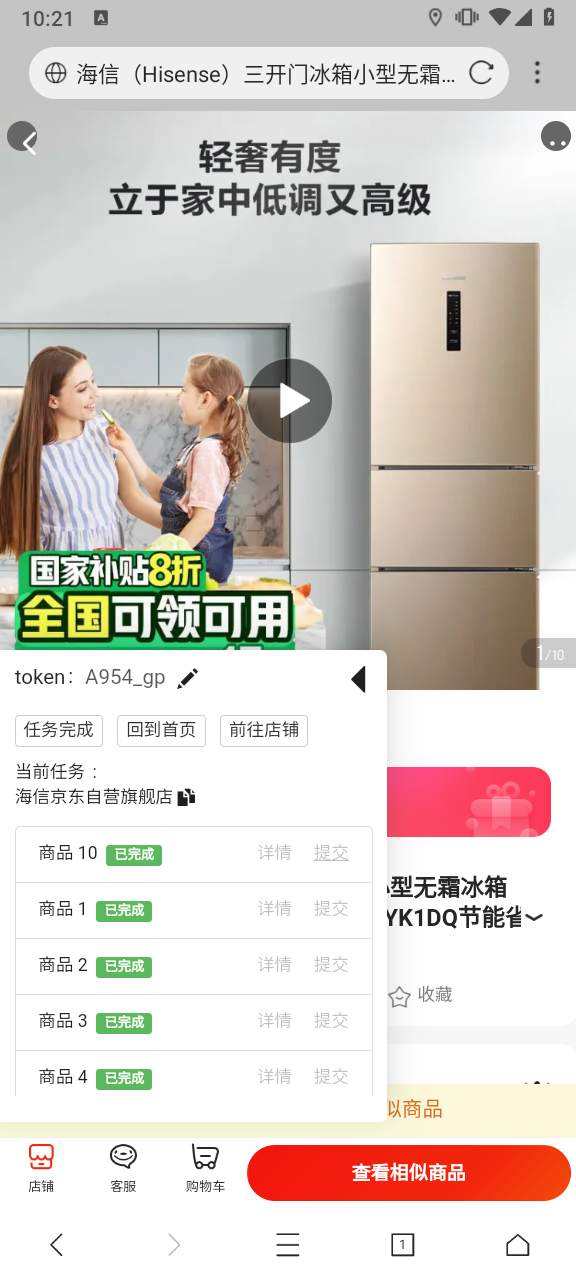 10:21
海信（Hisense）三开门冰箱小型无霜...
轻奢有度
立于家中低调又高级
国家补贴8折
全国可领可用
1/10
token： A954_gp
任务完成 回到首页 前往店铺
当前任务：
海信京东自营旗舰店
商品 10 已完成 详情 提交
商品 1 已完成 详情 提交
商品 2 已完成 详情 提交
商品 3 已完成 详情 提交
商品 4 已完成 详情 提交
型无霜冰箱
YK1DQ节能省
收藏
似商品
店铺 客服 购物车 查看相似商品
1